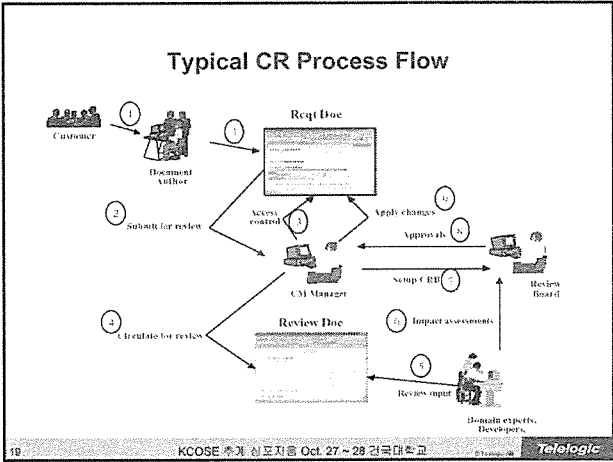 Typical CR Process Flow
1
1
Reqt Doc
Customer
Document
Author
2 Submit for review
Access
control
3
9
Apply changes
Approvals 8
CM Manager
Setup CRB 7
Review
Board
4
Circulate for review
Review Doc
6 Impact assessments
5
Review input
Domain experts,
Developers,
19
KCOSE 추계 심포지움 Oct. 27 ~ 28 건국대학교
Telelogic